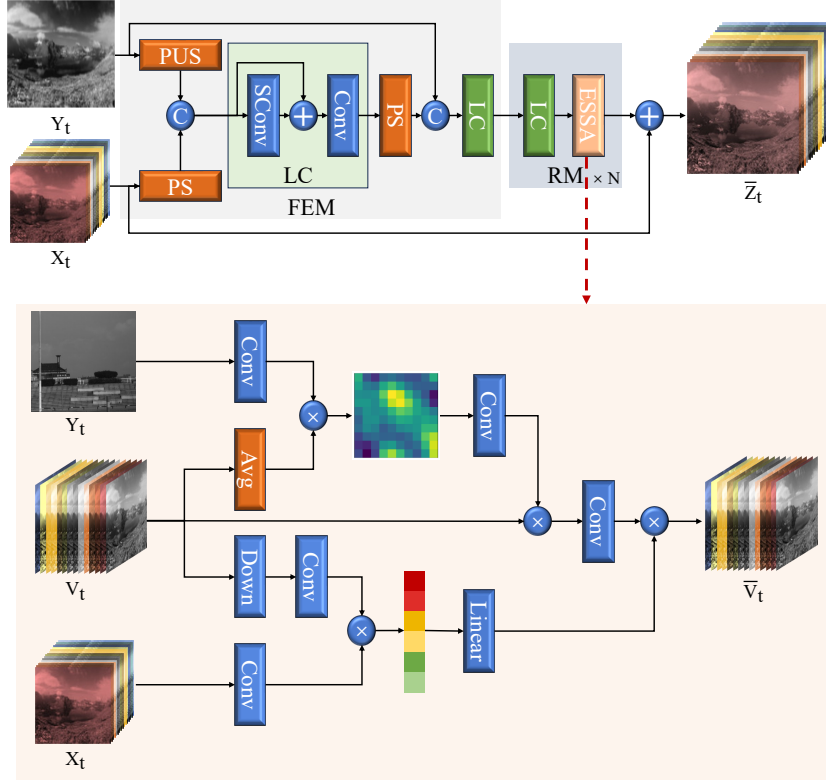 Y_t
PUS
C
SConv
+
Conv
PS
C
LC
LC
ESSA
+
Z̅_t
X_t
PS
LC
FEM
RM × N
Y_t
Conv
×
Conv
Avg
V_t
×
Conv
×
V̅_t
Down
Conv
×
Linear
X_t
Conv